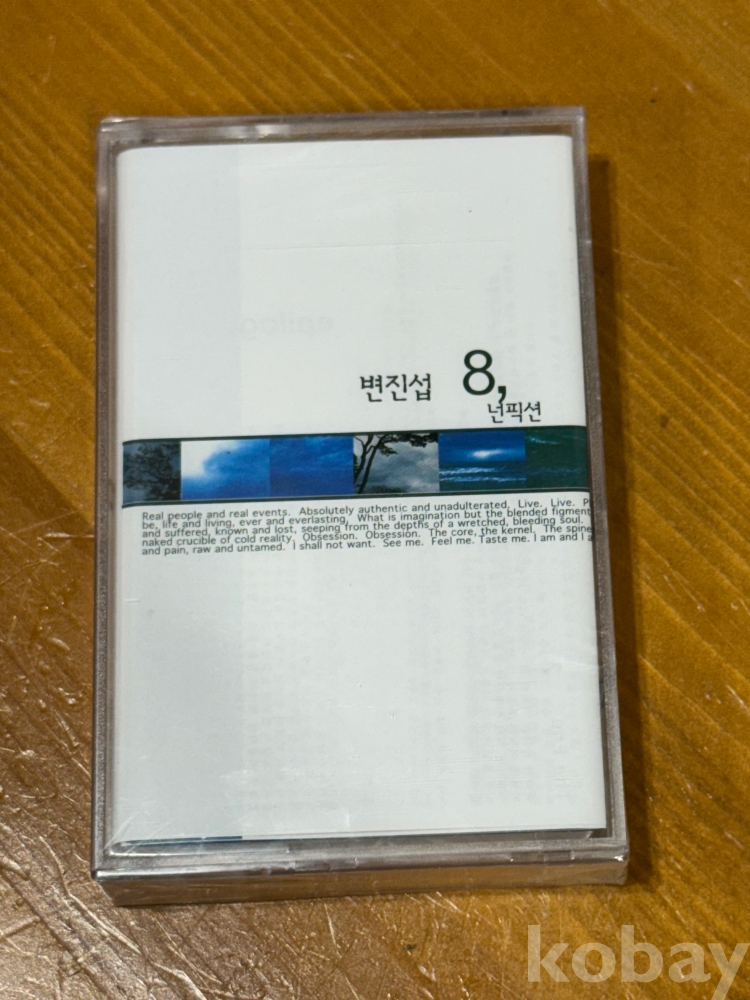 변진섭 8,
넌픽션
Real people and real events. Absolutely authentic and unadulterated. Live. Live.
be, life and living, ever and everlasting, What is imagination but the blended figment
and suffered, known and lost, seeping from the depths of a wretched, bleeding soul.
naked crucible of cold reality. Obsession. Obsession. The core, the kernel. The spine
and pain, raw and untamed. I shall not want. See me. Feel me. Taste me. I am and I a
kobay